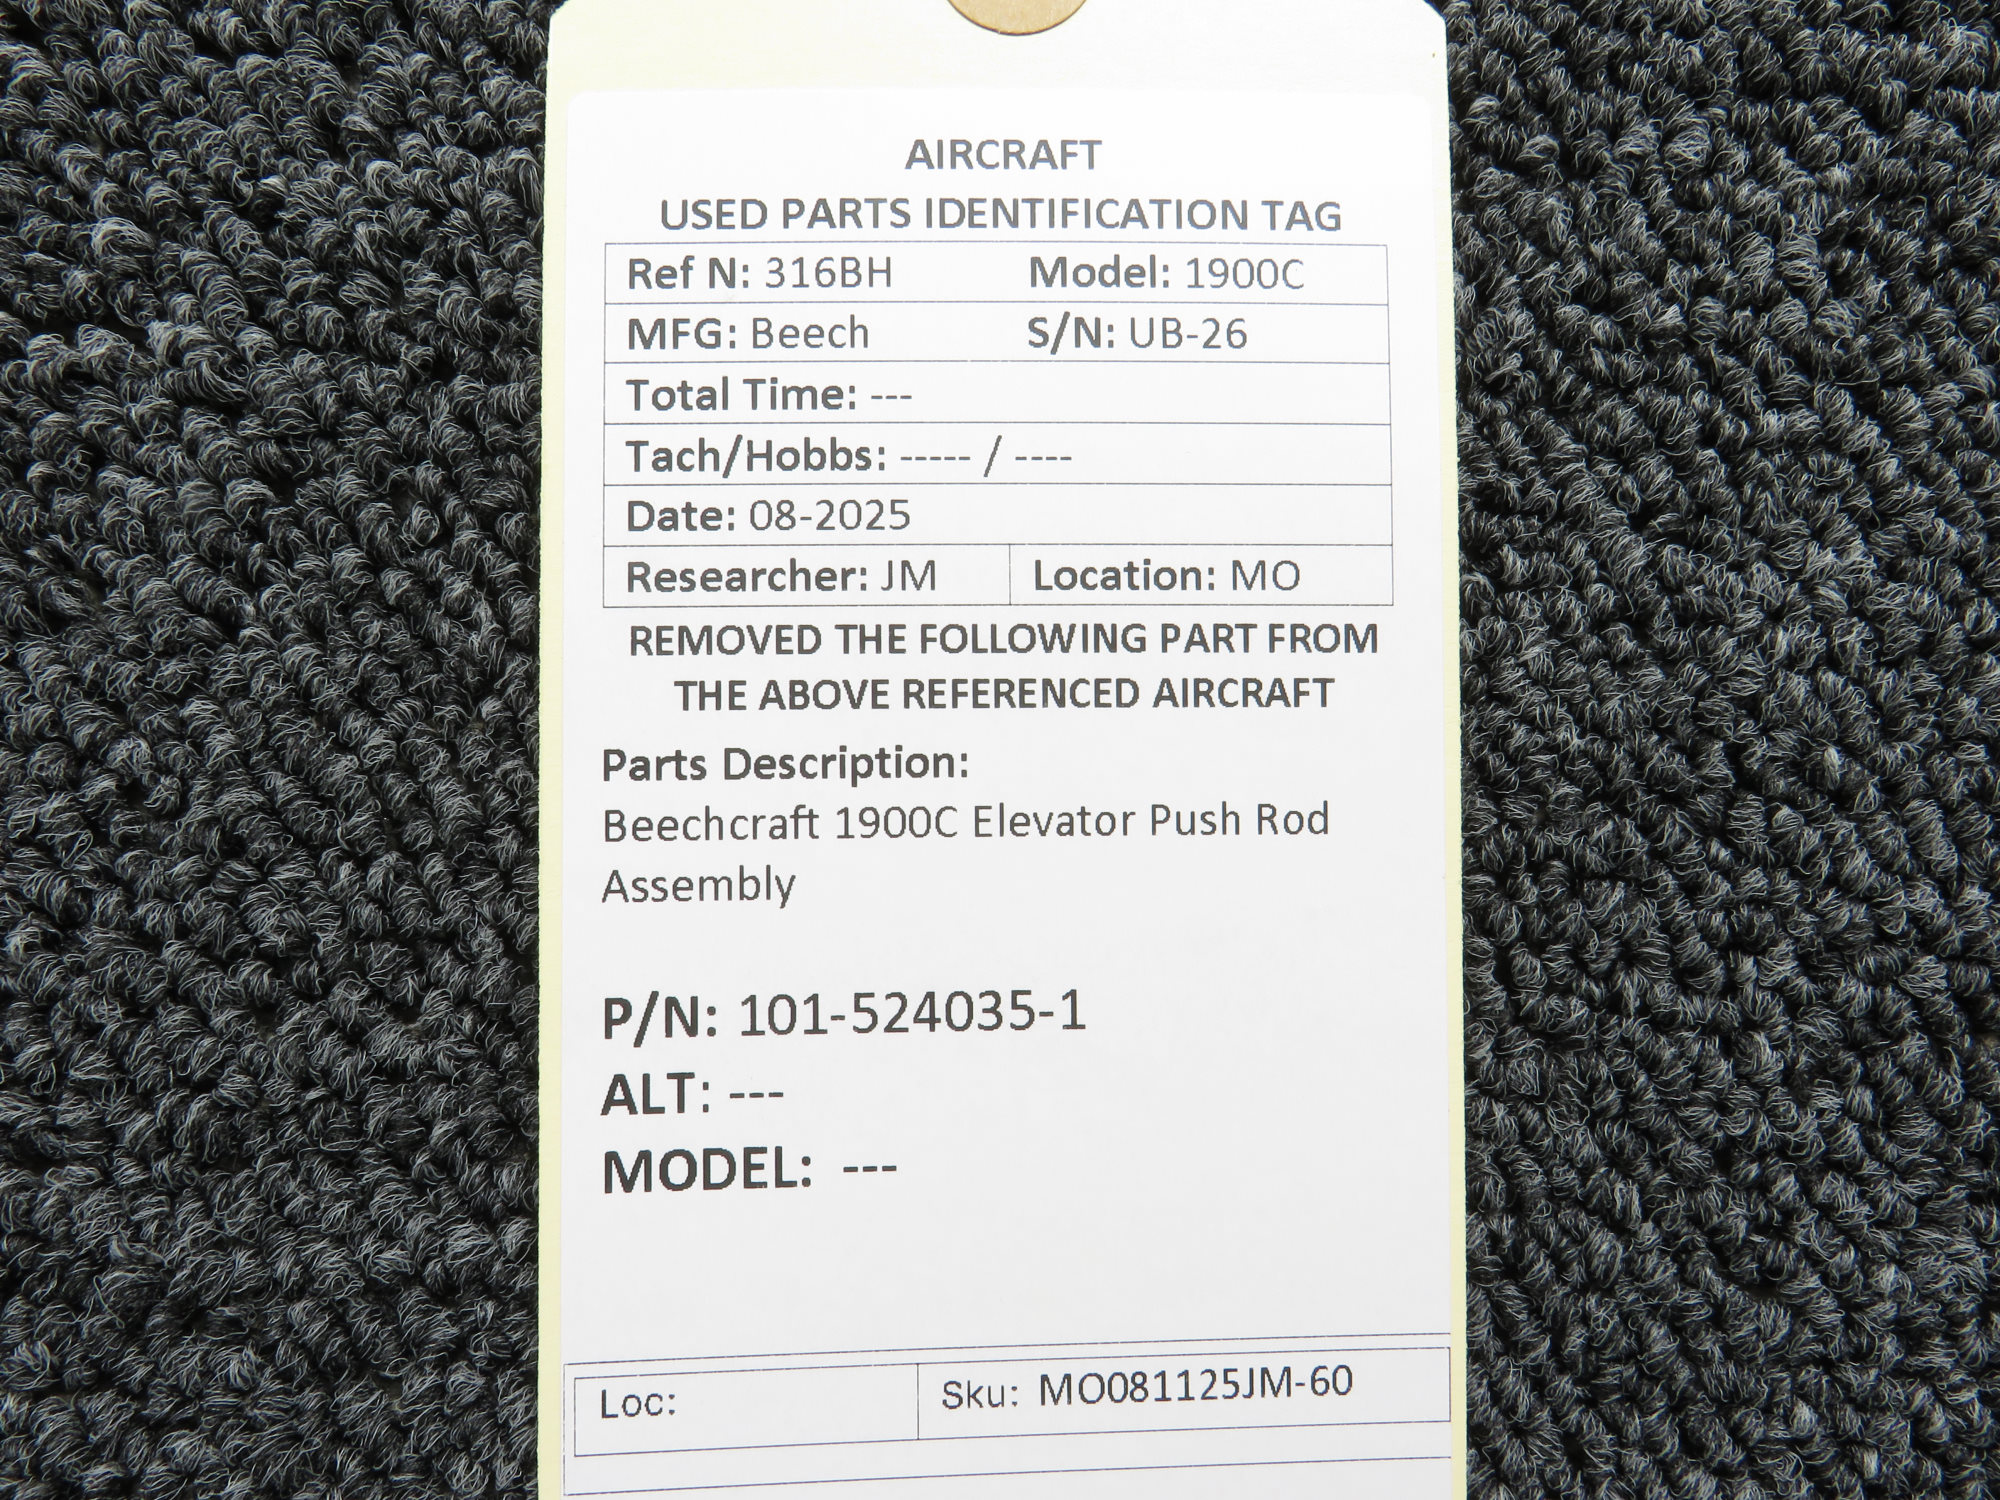 AIRCRAFT
USED PARTS IDENTIFICATION TAG
Ref N: 316BH Model: 1900C
MFG: Beech S/N: UB-26
Total Time: ---
Tach/Hobbs: ----- / ----
Date: 08-2025
Researcher: JM Location: MO
REMOVED THE FOLLOWING PART FROM
THE ABOVE REFERENCED AIRCRAFT
Parts Description:
Beechcraft 1900C Elevator Push Rod
Assembly
P/N: 101-524035-1
ALT: ---
MODEL: ---
Loc: Sku: MO081125JM-60